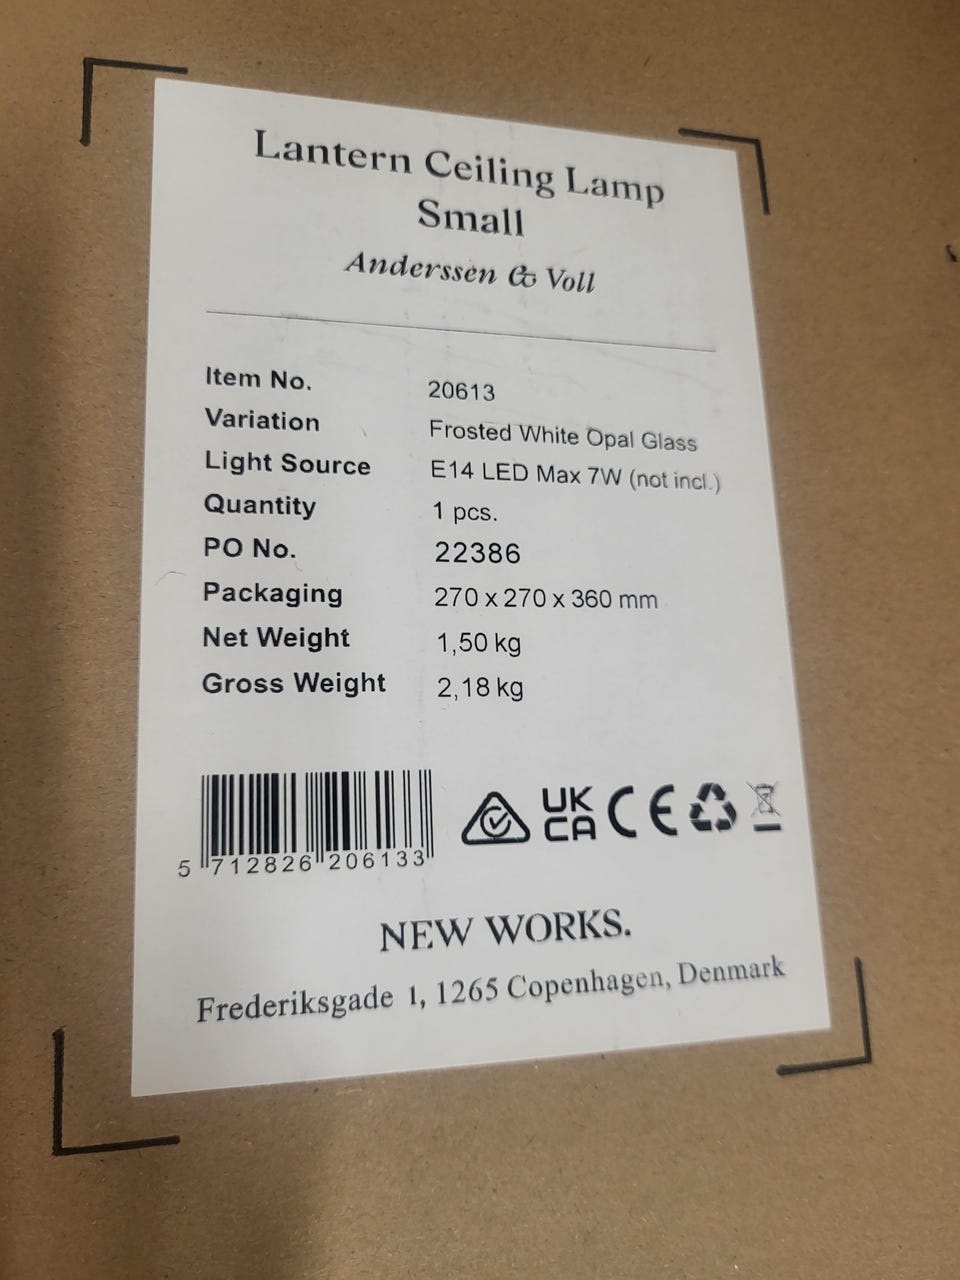 Lantern Ceiling Lamp
Small
Anderssen & Voll
Item No. 20613
Variation Frosted White Opal Glass
Light Source E14 LED Max 7W (not incl.)
Quantity 1 pcs.
PO No. 22386
Packaging 270 x 270 x 360 mm
Net Weight 1,50 kg
Gross Weight 2,18 kg
5 712826 206133
UK
CA
CE
NEW WORKS.
Frederiksgade 1, 1265 Copenhagen, Denmark